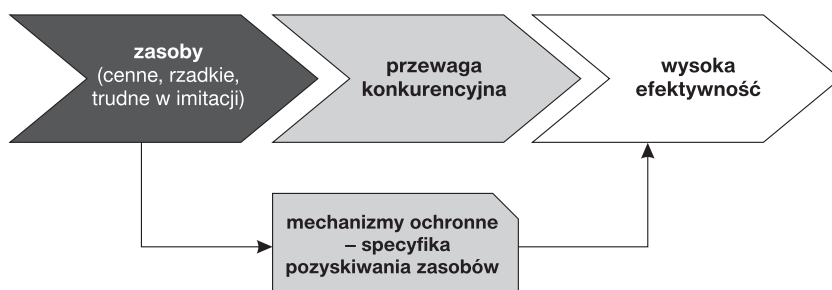 zasoby
(cenne, rzadkie,
trudne w imitacji)
przewaga
konkurencyjna
wysoka
efektywność
mechanizmy ochronne
– specyfika
pozyskiwania zasobów